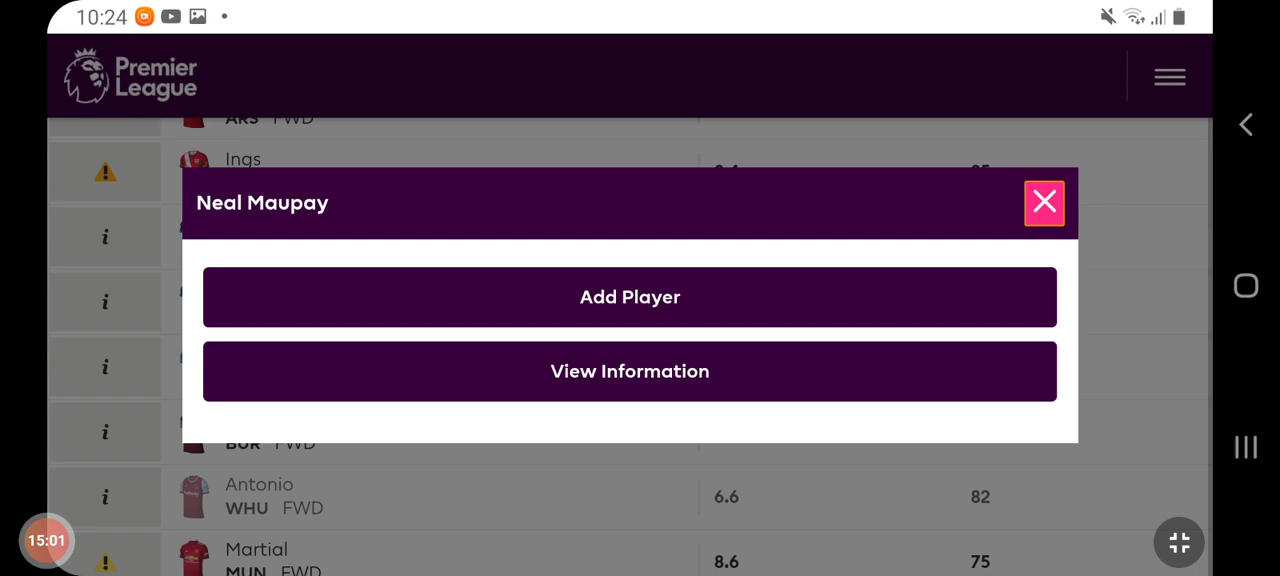 10:24
Premier
League
ARS FWD
Ings
Neal Maupay
Add Player
View Information
BUR FWD
Antonio
WHU FWD
6.6 82
Martial
MUN FWD
8.6 75
15:01